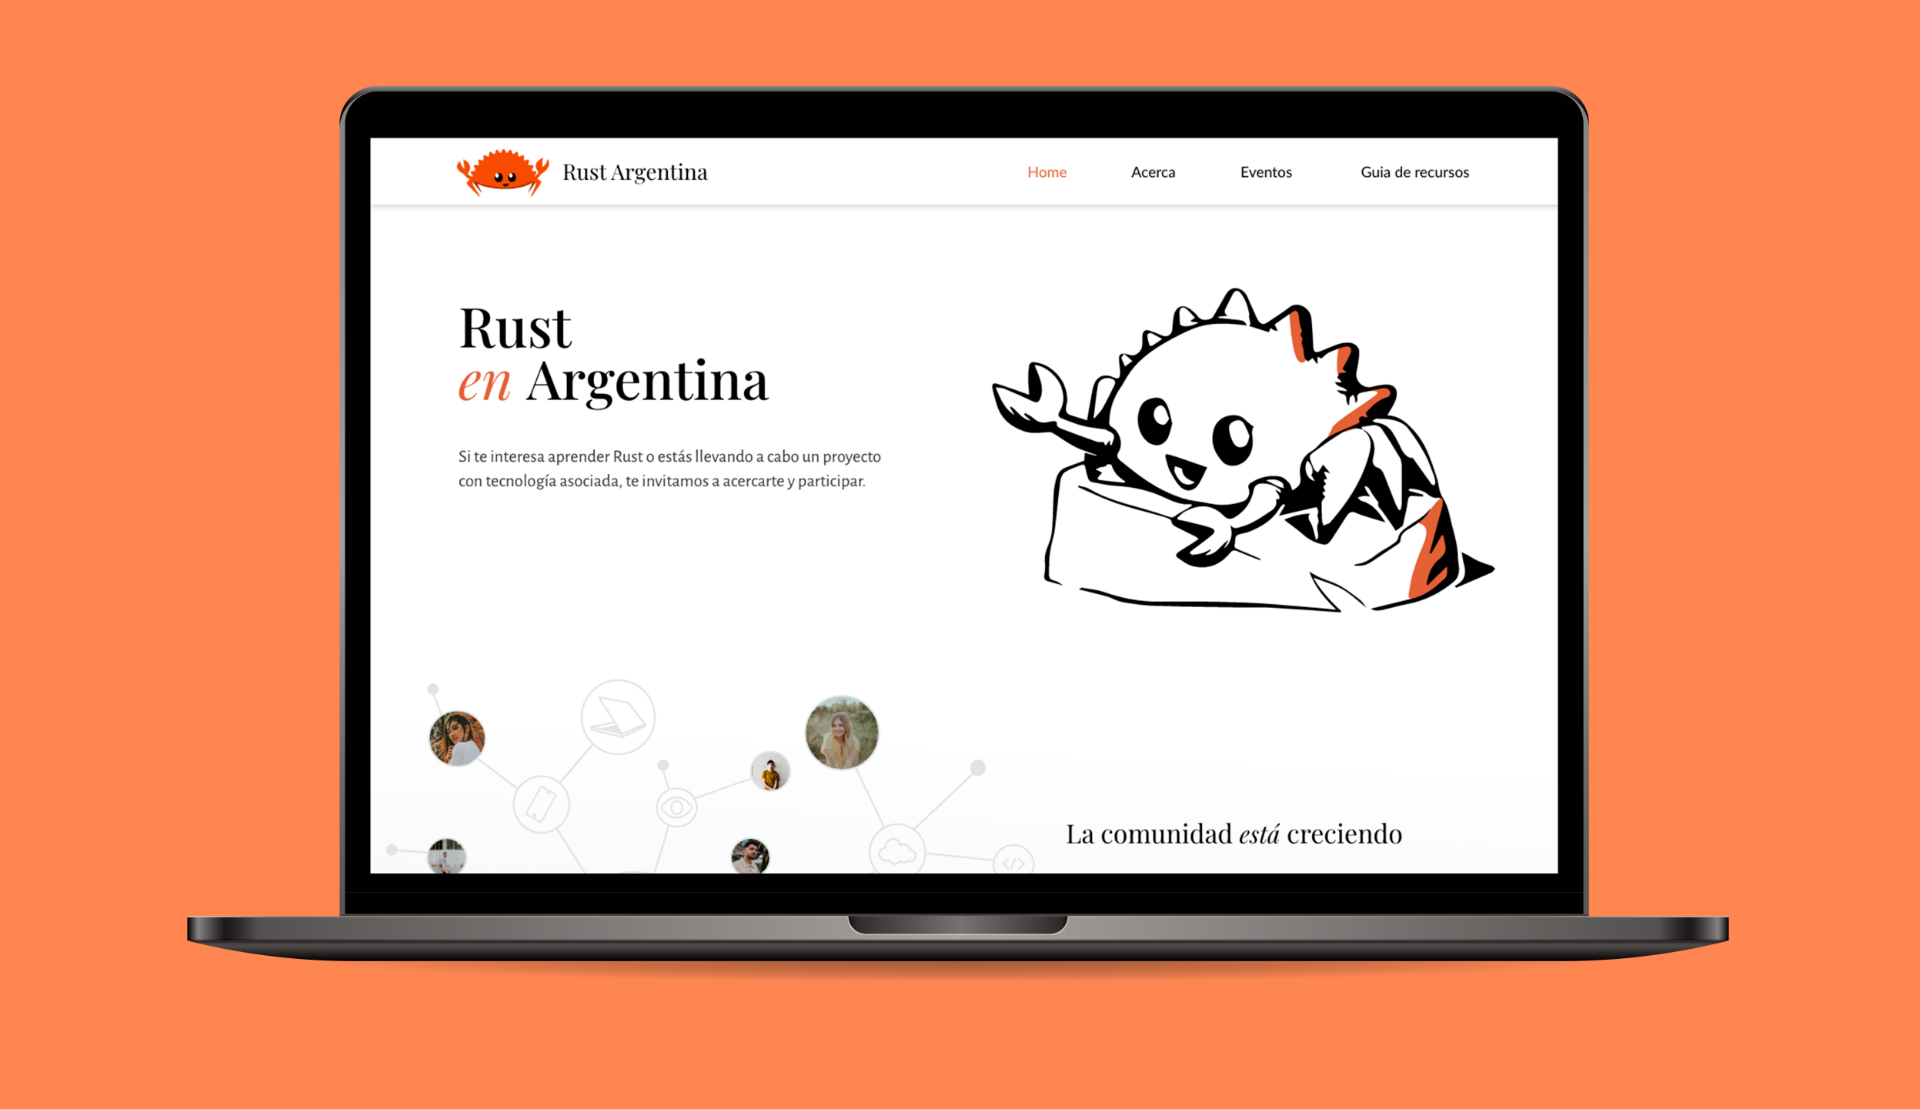 Rust Argentina
Home
Acerca
Eventos
Guia de recursos
Rust
en Argentina
Si te interesa aprender Rust o estás llevando a cabo un proyecto
con tecnología asociada, te invitamos a acercarte y participar.
La comunidad está creciendo